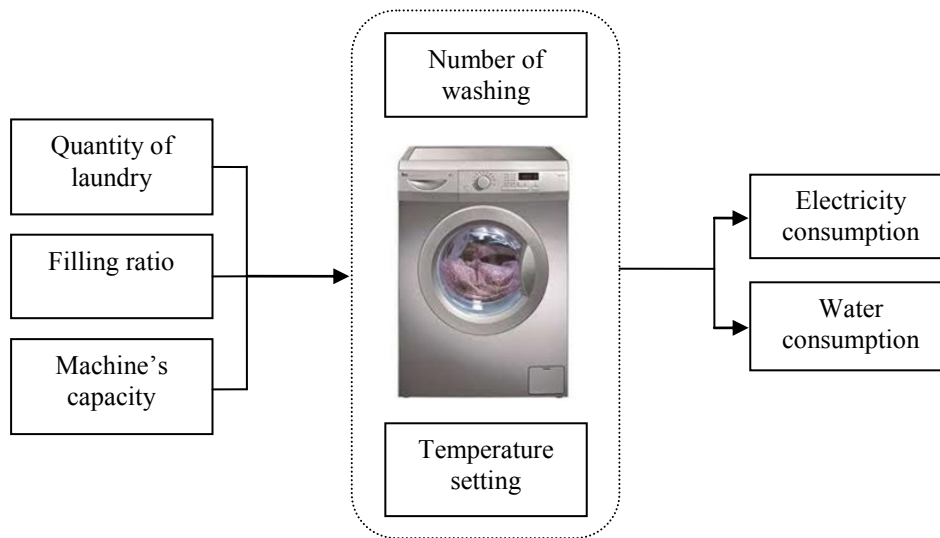 Number of
washing
Quantity of
laundry
Filling ratio
Machine’s
capacity
Electricity
consumption
Water
consumption
Temperature
setting